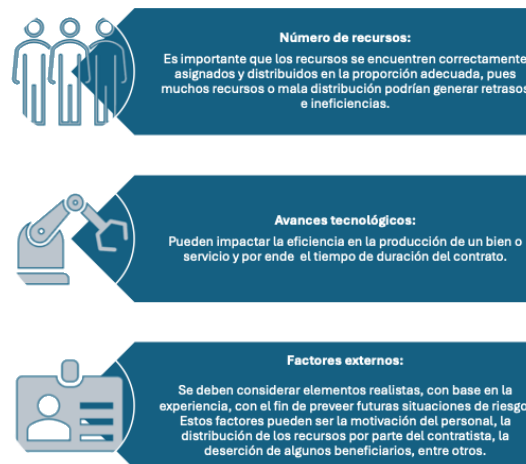 Número de recursos:
Es importante que los recursos se encuentren correctamente
asignados y distribuidos en la proporción adecuada, pues
muchos recursos o mala distribución podrían generar retrasos
e ineficiencias.
Avances tecnológicos:
Pueden impactar la eficiencia en la producción de un bien o
servicio y por ende el tiempo de duración del contrato.
Factores externos:
Se deben considerar elementos realistas, con base en la
experiencia, con el fin de preveer futuras situaciones de riesgo
Estos factores pueden ser la motivación del personal, la
distribución de los recursos por parte del contratista, la
deserción de algunos beneficiarios, entre otros.